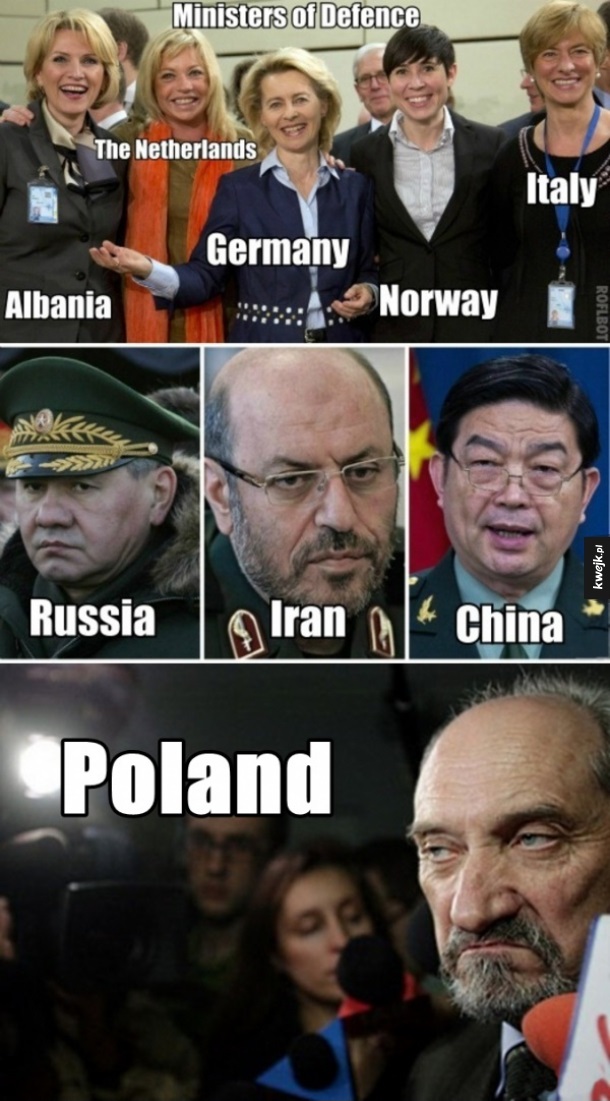 Ministers of Defence
The Netherlands
Italy
Germany
Albania
Norway
ROFLBOT
Russia
Iran
China
kwejk.pl
Poland